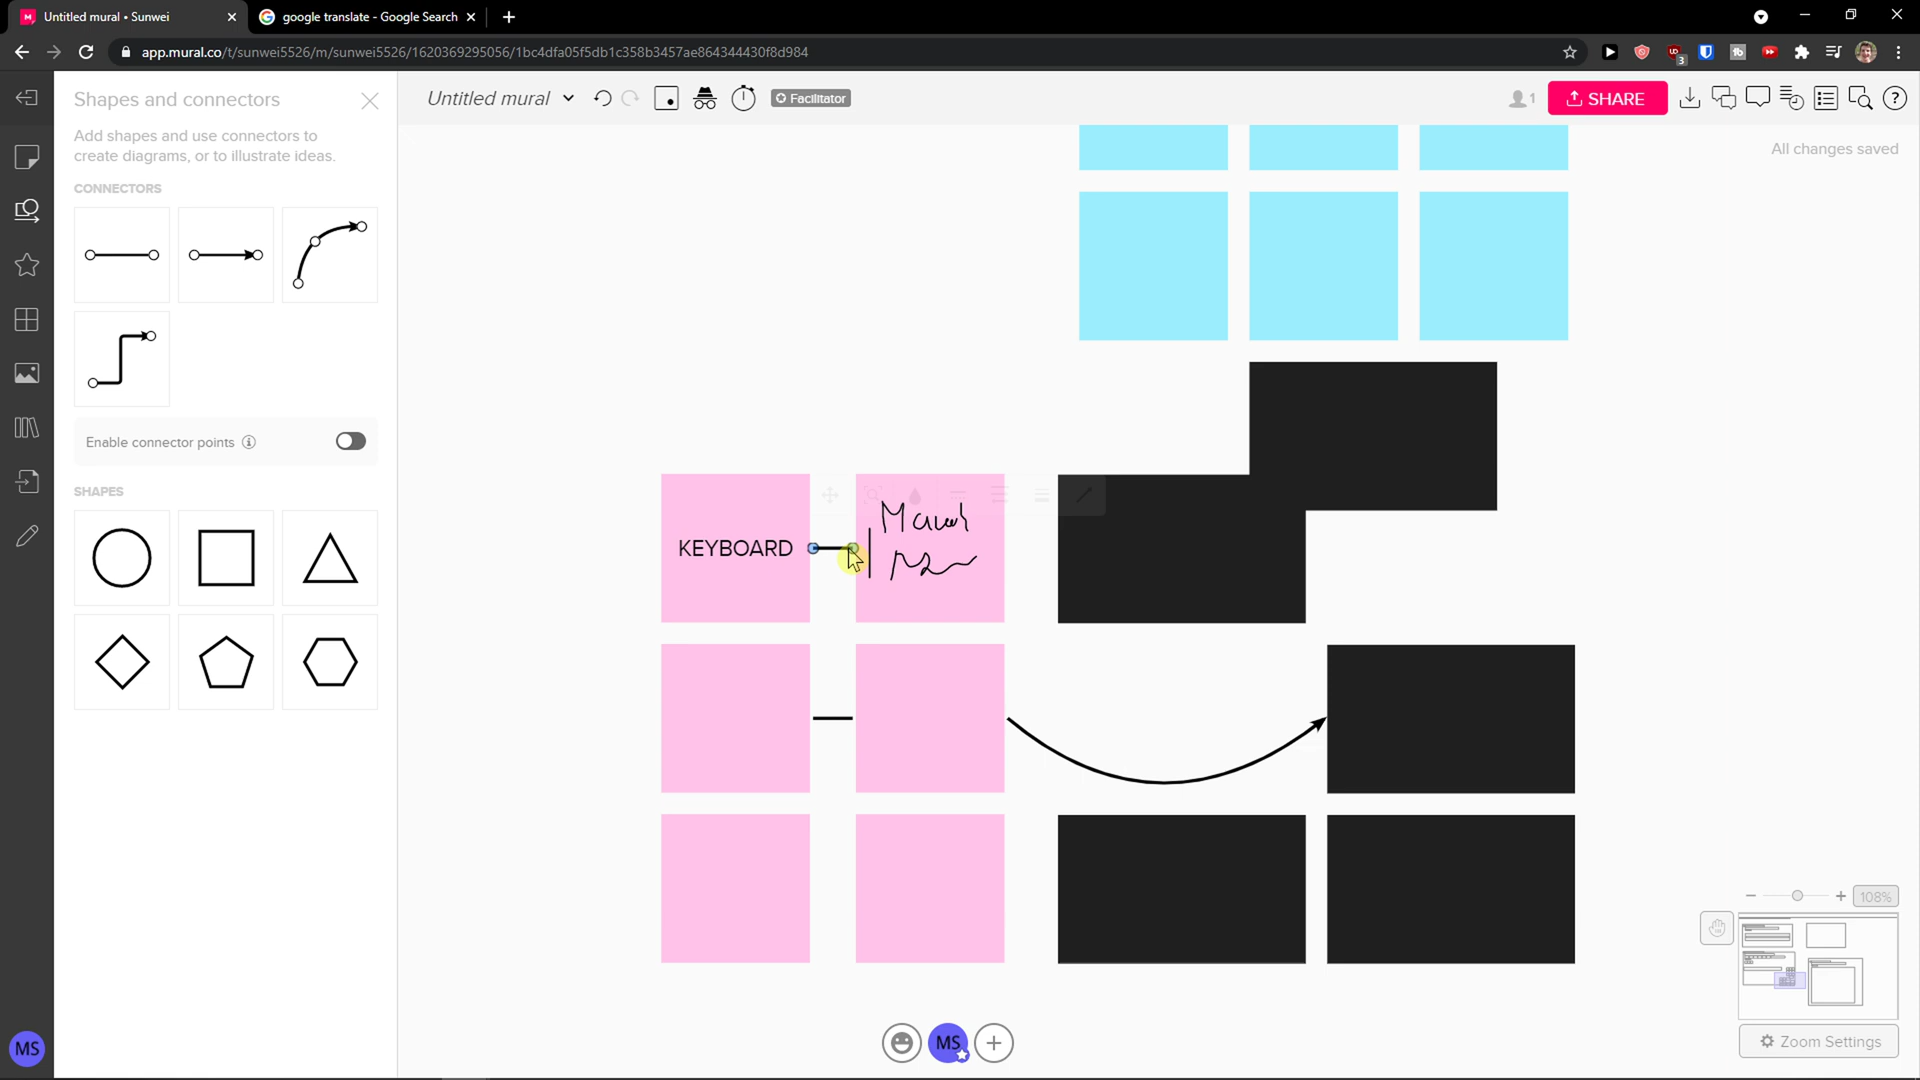 Untitled mural • Sunwei
google translate - Google Search
app.mural.co/t/sunwei5526/m/sunwei5526/1620369295056/1bc4dfa05f5db1c358b3457ae864344430f8d984
3
Shapes and connectors
Untitled mural
Facilitator
1
SHARE
Add shapes and use connectors to
create diagrams, or to illustrate ideas.
All changes saved
CONNECTORS
Enable connector points
SHAPES
KEYBOARD
108%
Zoom Settings
MS
MS